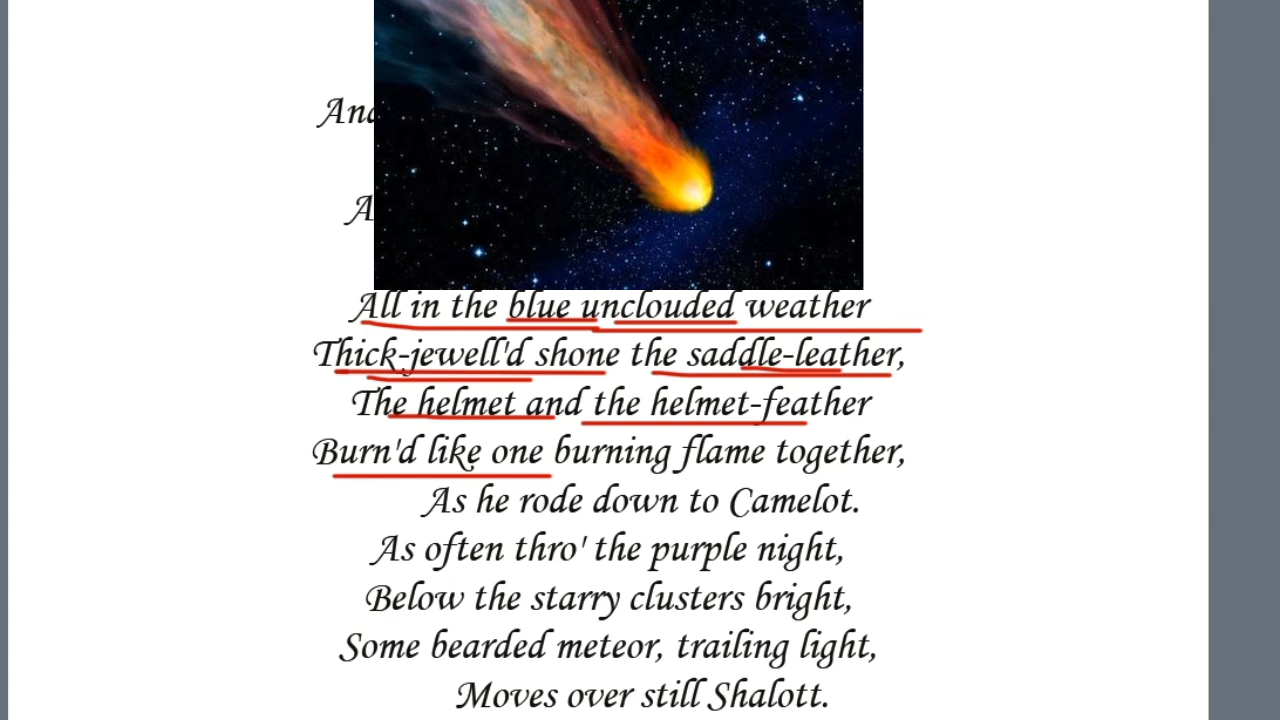 All in the blue unclouded weather
Thick-jewell'd shone the saddle-leather,
The helmet and the helmet-feather
Burn'd like one burning flame together,
As he rode down to Camelot.
As often thro' the purple night,
Below the starry clusters bright,
Some bearded meteor, trailing light,
Moves over still Shalott.